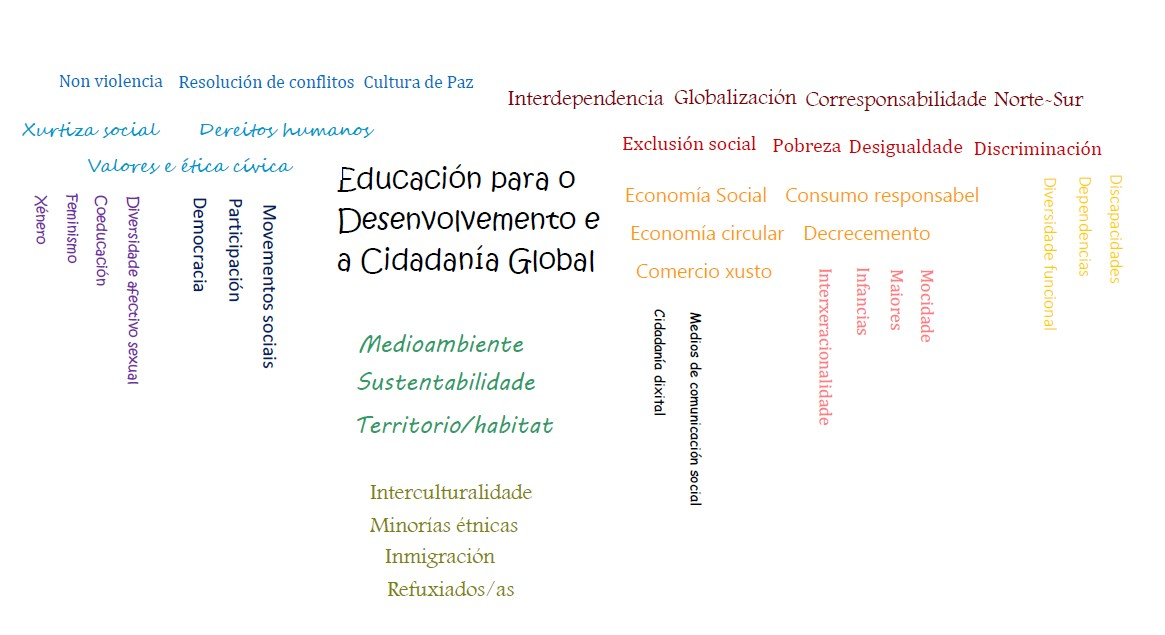 Non violencia Resolución de conflitos Cultura de Paz
Interdependencia Globalización Corresponsabilidade Norte-Sur
Xurtiza social Dereitos humanos
Valores e ética cívica
Exclusión social Pobreza Desigualdade Discriminación
Educación para o
Desenvolvemento e
a Cidadanía Global
Economía Social Consumo responsabel
Economía circular Decrecemento
Comercio xusto
Xénero
Feminismo
Coeducación
Diversidade afectivo sexual
Democracia
Participación
Movementos sociais
Medioambiente
Sustentabilidade
Territorio/habitat
Cidadanía dixital
Medios de comunicación social
Interxeracionalidade
Infancias
Maiores
Mocidade
Diversidade funcional
Dependencias
Discapacidades
Interculturalidade
Minorías étnicas
Inmigración
Refuxiados/as